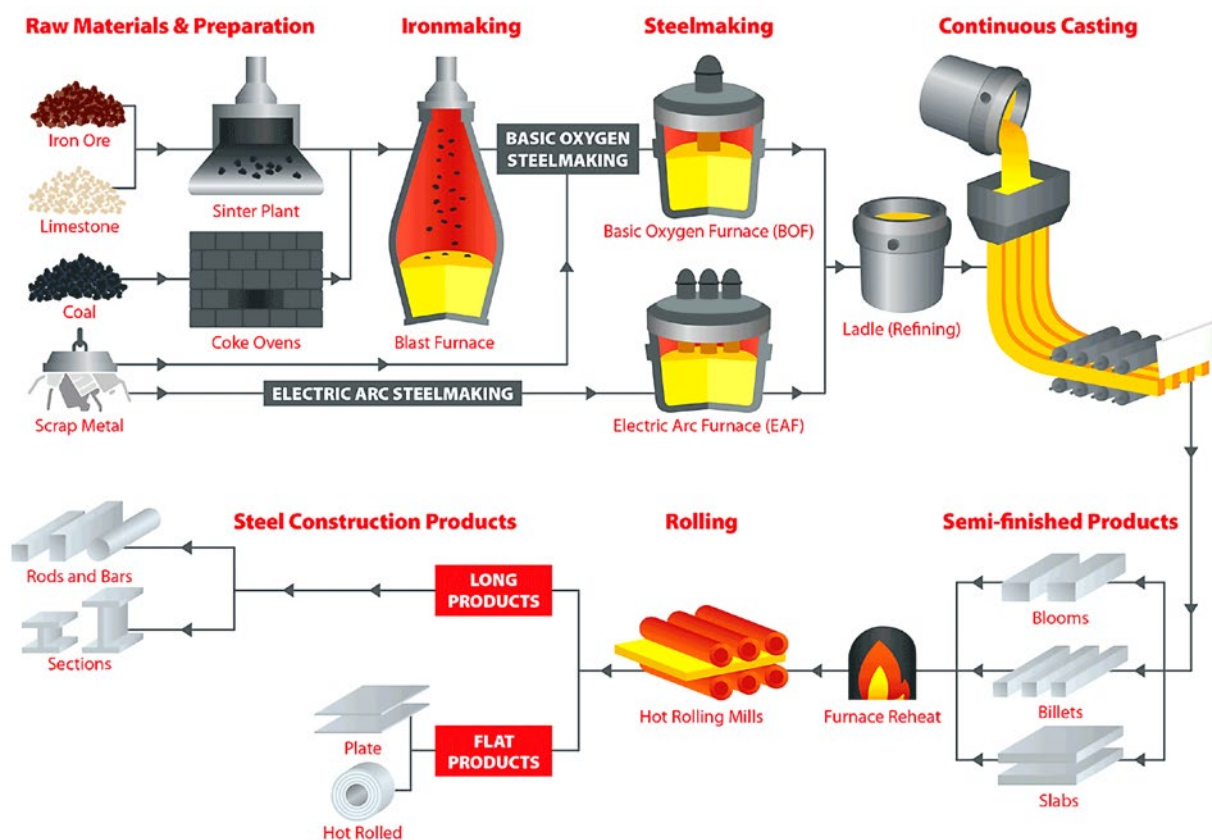 Raw Materials & Preparation
Ironmaking
Steelmaking
Continuous Casting
Iron Ore
Limestone
Coal
Scrap Metal
Sinter Plant
Coke Ovens
Blast Furnace
BASIC OXYGEN
STEELMAKING
ELECTRIC ARC STEELMAKING
Basic Oxygen Furnace (BOF)
Electric Arc Furnace (EAF)
Ladle (Refining)
Steel Construction Products
Rolling
Semi-finished Products
Rods and Bars
Sections
LONG
PRODUCTS
Plate
Hot Rolled
FLAT
PRODUCTS
Hot Rolling Mills
Furnace Reheat
Blooms
Billets
Slabs